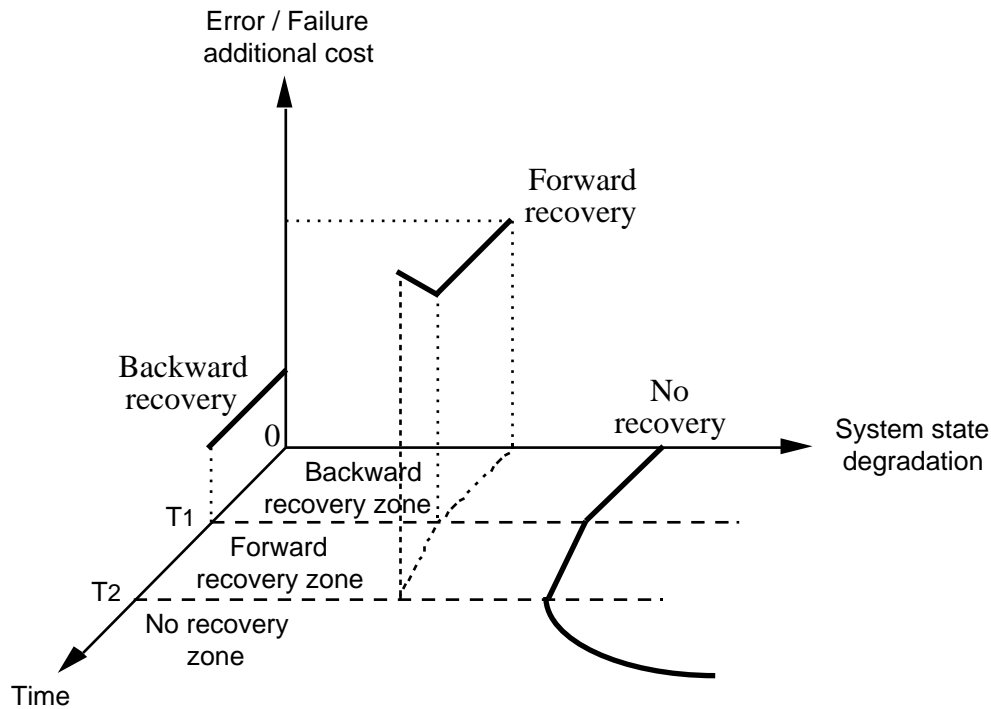 Error / Failure
additional cost
Forward
recovery
Backward
recovery
No
recovery
0
System state
degradation
Backward
recovery zone
T1
Forward
recovery zone
T2
No recovery
zone
Time